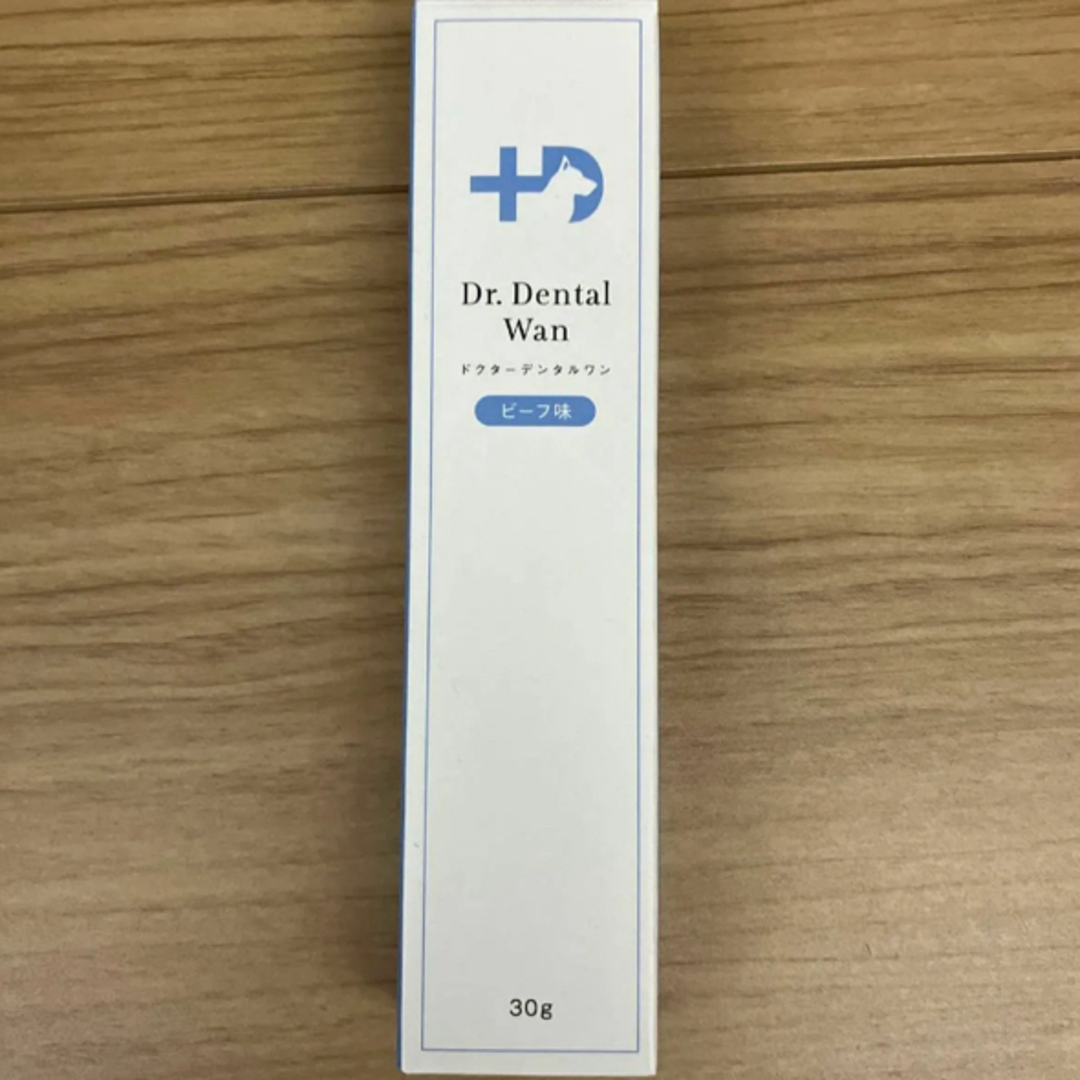 Dr. Dental
Wan
ドクターデンタルワン
ビーフ味
30g